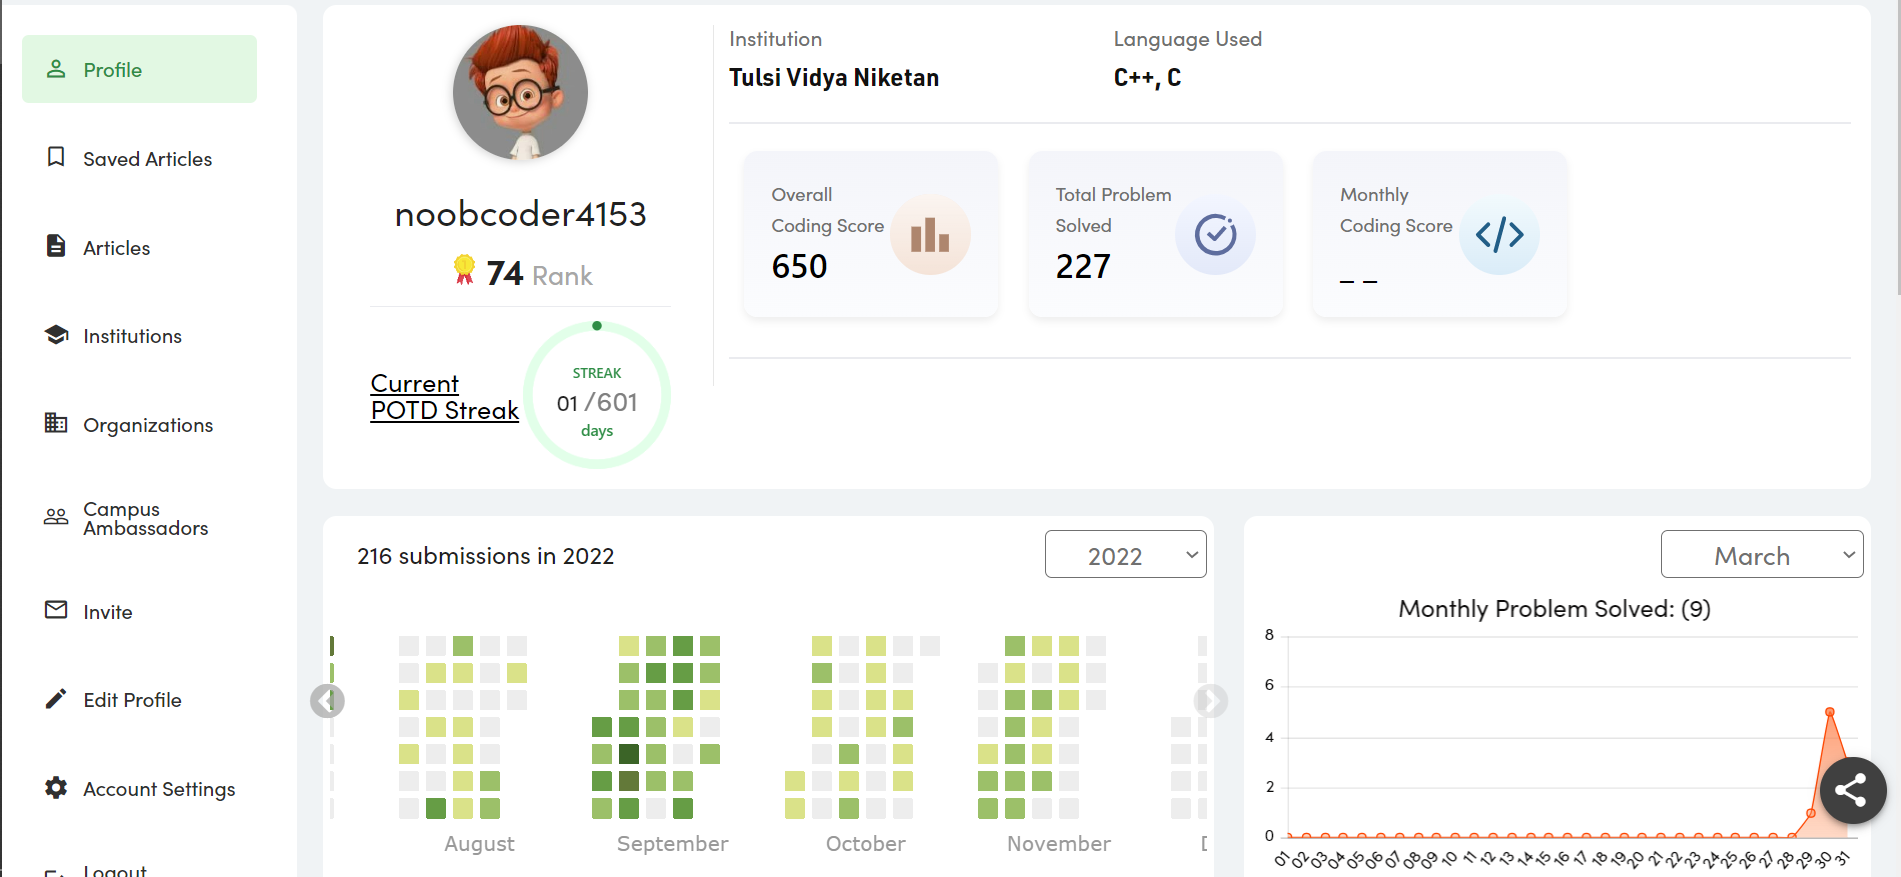 Profile
Saved Articles
Articles
Institutions
Organizations
Campus
Ambassadors
Invite
Edit Profile
Account Settings
Logout
noobcoder4153
74 Rank
Current
POTD Streak
STREAK
01 /601
days
Institution
Tulsi Vidya Niketan
Language Used
C++, C
Overall
Coding Score
650
Total Problem
Solved
227
Monthly
Coding Score
_ _
216 submissions in 2022
2022
August
September
October
November
March
Monthly Problem Solved: (9)
8
6
4
2
0
01 02 03 04 05 06 07 08 09 10 11 12 13 14 15 16 17 18 19 20 21 22 23 24 25 26 27 28 29 30 31